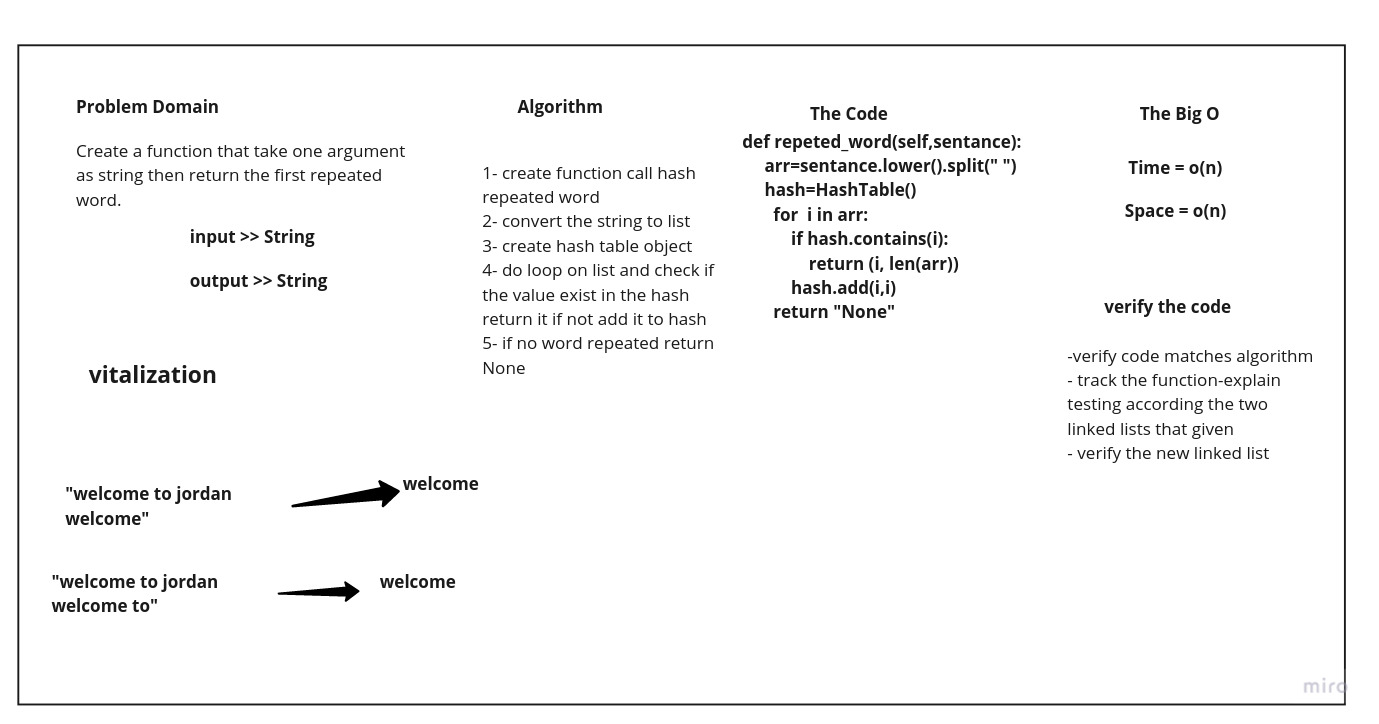 Problem Domain
Create a function that take one argument
as string then return the first repeated
word.
input >> String
output >> String
vitalization
"welcome to jordan
welcome"
welcome
"welcome to jordan
welcome to"
welcome
Algorithm
1- create function call hash
repeated word
2- convert the string to list
3- create hash table object
4- do loop on list and check if
the value exist in the hash
return it if not add it to hash
5- if no word repeated return
None
The Code
def repeted_word(self,sentance):
arr=sentance.lower().split(" ")
hash=HashTable()
for i in arr:
if hash.contains(i):
return (i, len(arr))
hash.add(i,i)
return "None"
The Big O
Time = o(n)
Space = o(n)
verify the code
-verify code matches algorithm
- track the function-explain
testing according the two
linked lists that given
- verify the new linked list
miro